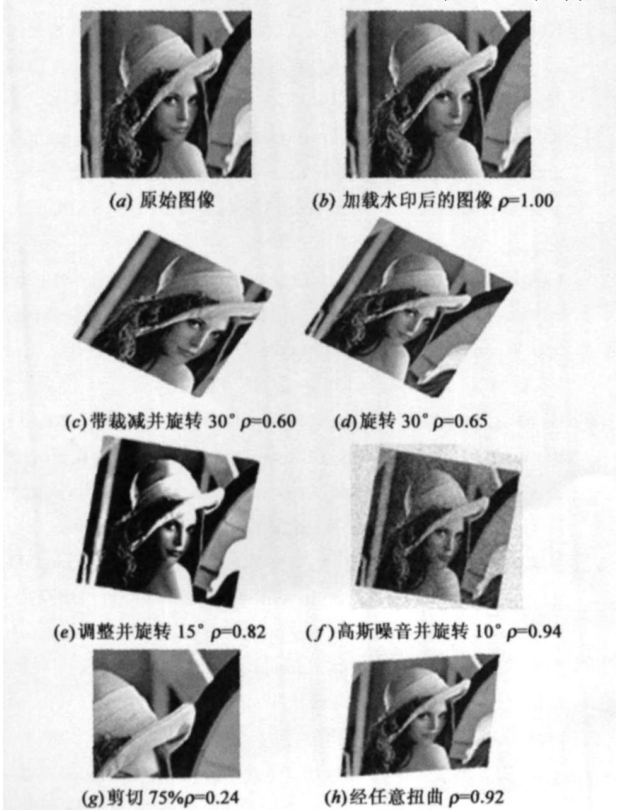 (a) 原始图像
(b) 加载水印后的图像 ρ=1.00
(c)带裁减并旋转 30° ρ=0.60
(d)旋转 30° ρ=0.65
(e)调整并旋转 15° ρ=0.82
(f)高斯噪音并旋转 10° ρ=0.94
(g)剪切 75%ρ=0.24
(h)经任意扭曲 ρ=0.92